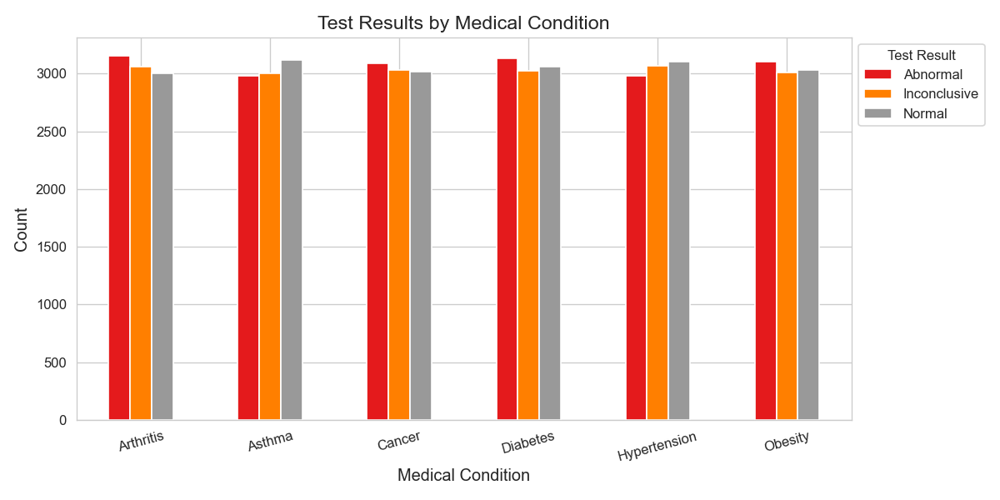 Test Results by Medical Condition
Test Result
Abnormal
Inconclusive
Normal
3000
2500
2000
1500
1000
500
0
Count
Arthritis
Asthma
Cancer
Diabetes
Hypertension
Obesity
Medical Condition